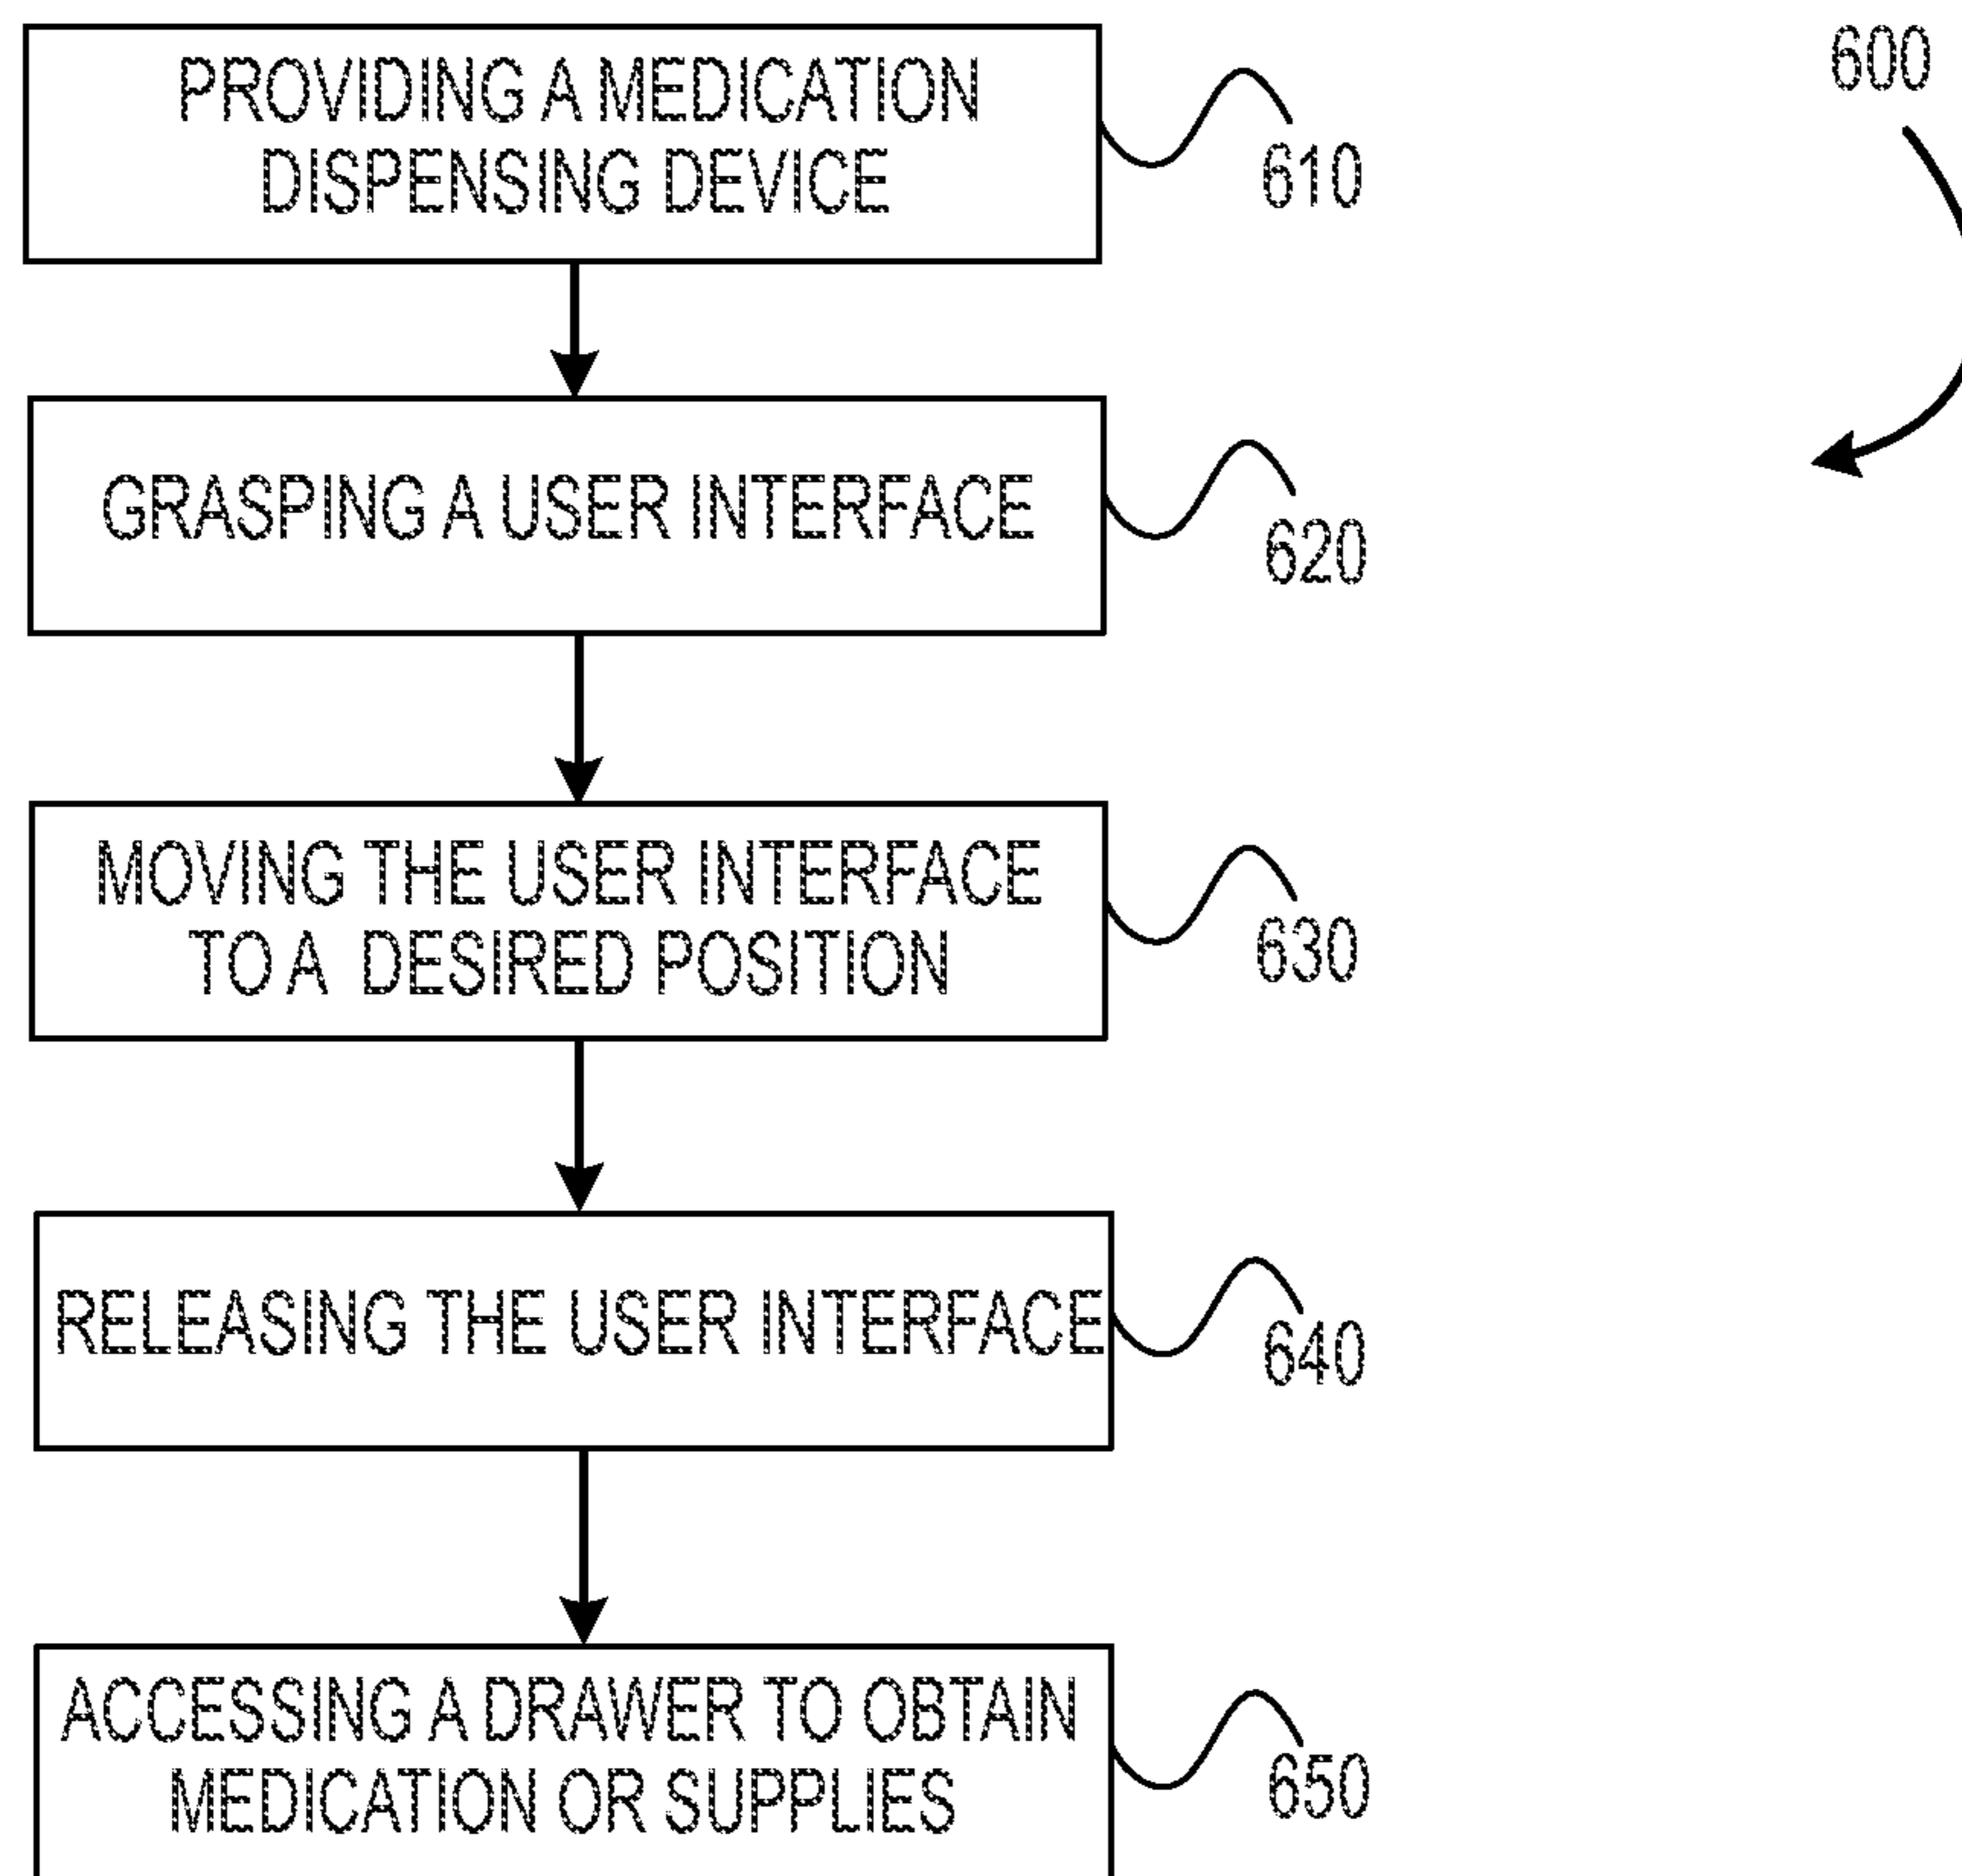 PROVIDING A MEDICATION
DISPENSING DEVICE
610
600
GRASPING A USER INTERFACE
620
MOVING THE USER INTERFACE
TO A DESIRED POSITION
630
RELEASING THE USER INTERFACE
640
ACCESSING A DRAWER TO OBTAIN
MEDICATION OR SUPPLIES
650